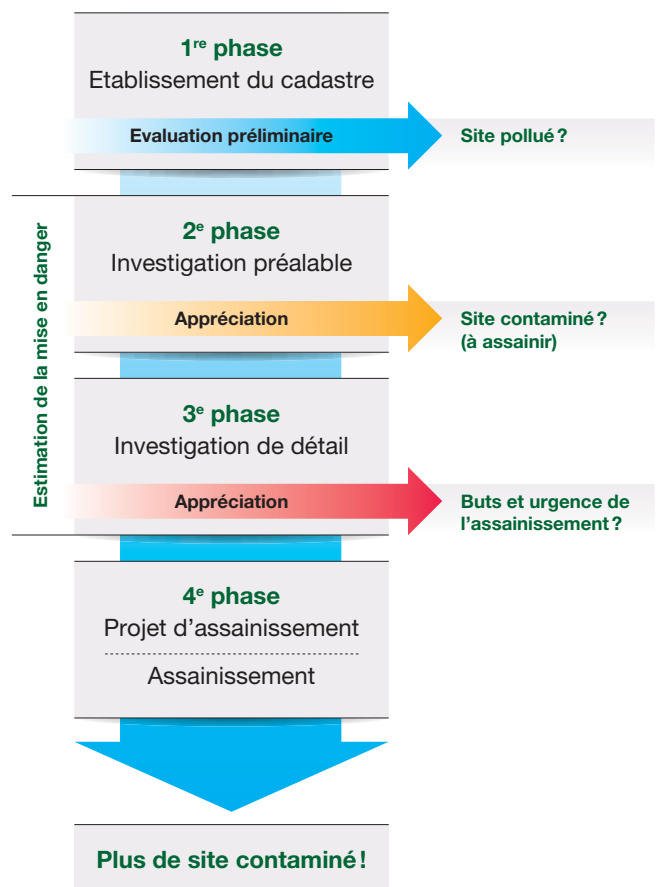 1re phase
Etablissement du cadastre
Evaluation préliminaire
Site pollué ?
Estimation de la mise en danger
2e phase
Investigation préalable
Appréciation
Site contaminé ?
(à assainir)
3e phase
Investigation de détail
Appréciation
Buts et urgence de
l’assainissement ?
4e phase
Projet d’assainissement
Assainissement
Plus de site contaminé !